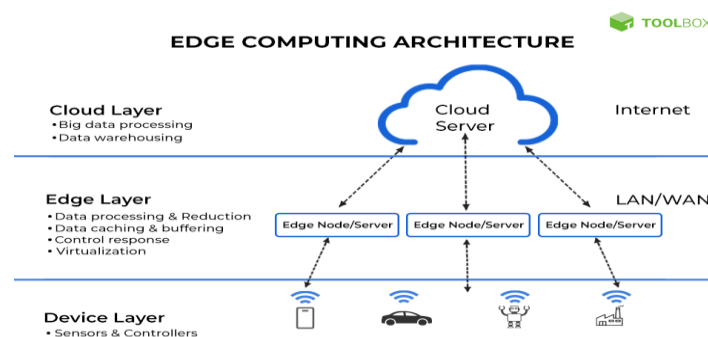 TOOLBOX
EDGE COMPUTING ARCHITECTURE
Cloud Layer
• Big data processing
• Data warehousing
Cloud
Server
Internet
Edge Layer
• Data processing & Reduction
• Data caching & buffering
• Control response
• Virtualization
Edge Node/Server
Edge Node/Server
Edge Node/Server
LAN/WAN
Device Layer
• Sensors & Controllers